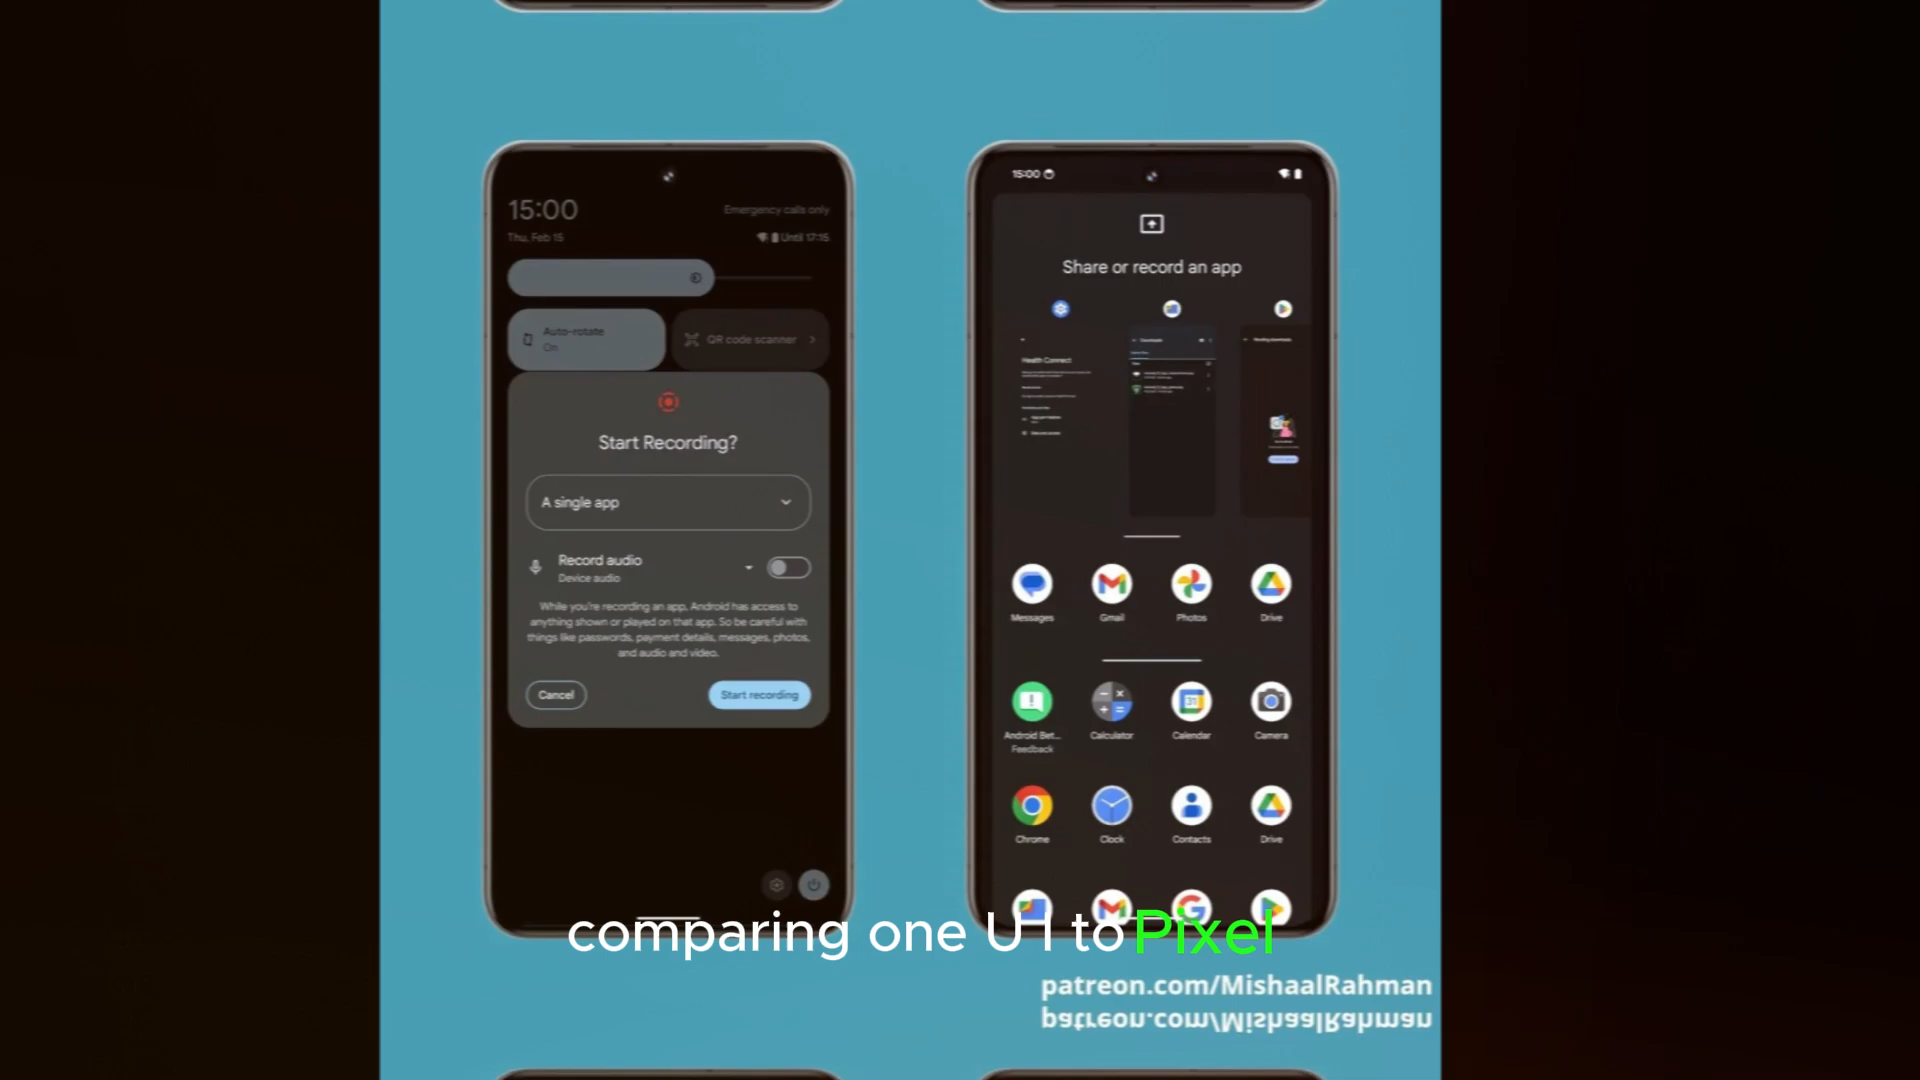 15:00
Emergency calls only
Thu, Feb 15
Until 17:15
Auto-rotate
On
QR code scanner
Start Recording?
A single app
Record audio
Device audio
While you're recording an app, Android has access to
anything shown or played on that app. So be careful with
things like passwords, payment details, messages, photos,
and audio and video.
Cancel
Start recording
15:00
Share or record an app
Health Connect
Downloads
Messages
Gmail
Photos
Drive
Android Bet...
Feedback
Calculator
Calendar
Camera
31
Chrome
Clock
Contacts
Drive
comparing one U I to Pixel
patreon.com/MishaalRahman
patreon.com/MishaalRahman